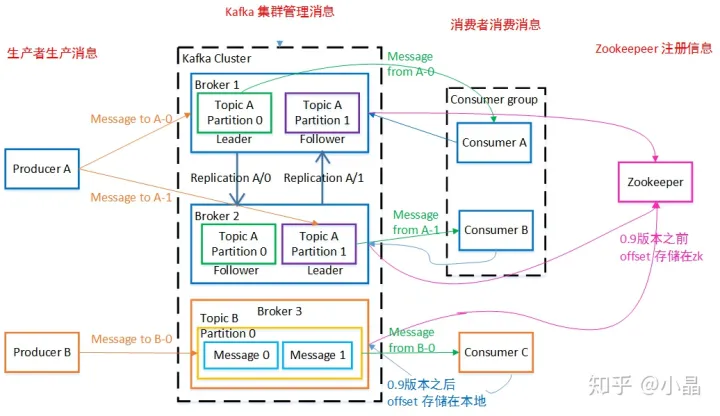 Kafka 集群管理消息
生产者生产消息
消费者消费消息
Zookeepeer 注册信息
Kafka Cluster
Message
from A-0
Broker 1
Consumer group
Topic A
Partition 0
Topic A
Partition 1
Leader
Follower
Message to A-0
Consumer A
Producer A
Replication A/0
Replication A/1
Zookeeper
Message to A-1
Broker 2
Message
from A-1
Topic A
Partition 0
Topic A
Partition 1
Follower
Leader
Consumer B
0.9版本之前
offset 存储在zk
Broker 3
Topic B
Partition 0
Message 0
Message 1
Message to B-0
Producer B
Message
from B-0
Consumer C
0.9版本之后
offset 存储在本地
知乎 @小晶